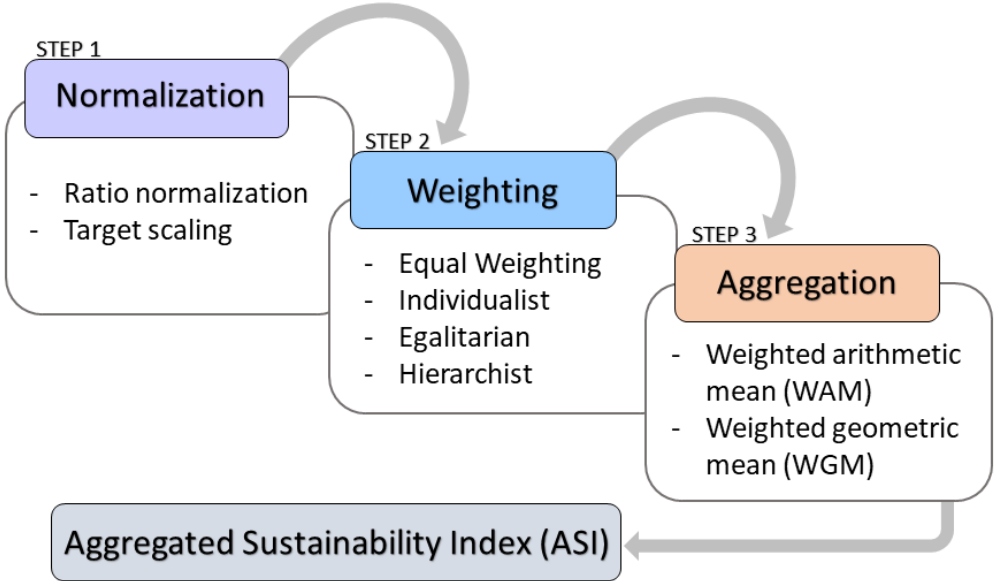 STEP 1
Normalization
- Ratio normalization
- Target scaling
STEP 2
Weighting
- Equal Weighting
- Individualist
- Egalitarian
- Hierarchist
STEP 3
Aggregation
- Weighted arithmetic
mean (WAM)
- Weighted geometric
mean (WGM)
Aggregated Sustainability Index (ASI)